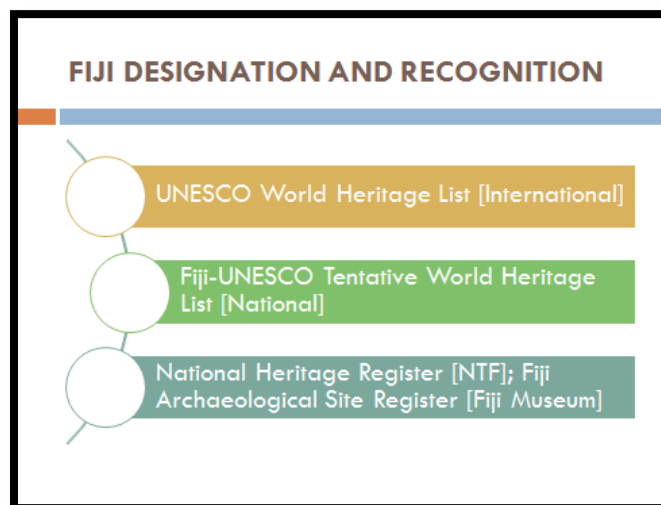 FIJI DESIGNATION AND RECOGNITION
UNESCO World Heritage List [International]
Fiji-UNESCO Tentative World Heritage
List [National]
National Heritage Register [NTF]; Fiji
Archaeological Site Register [Fiji Museum]